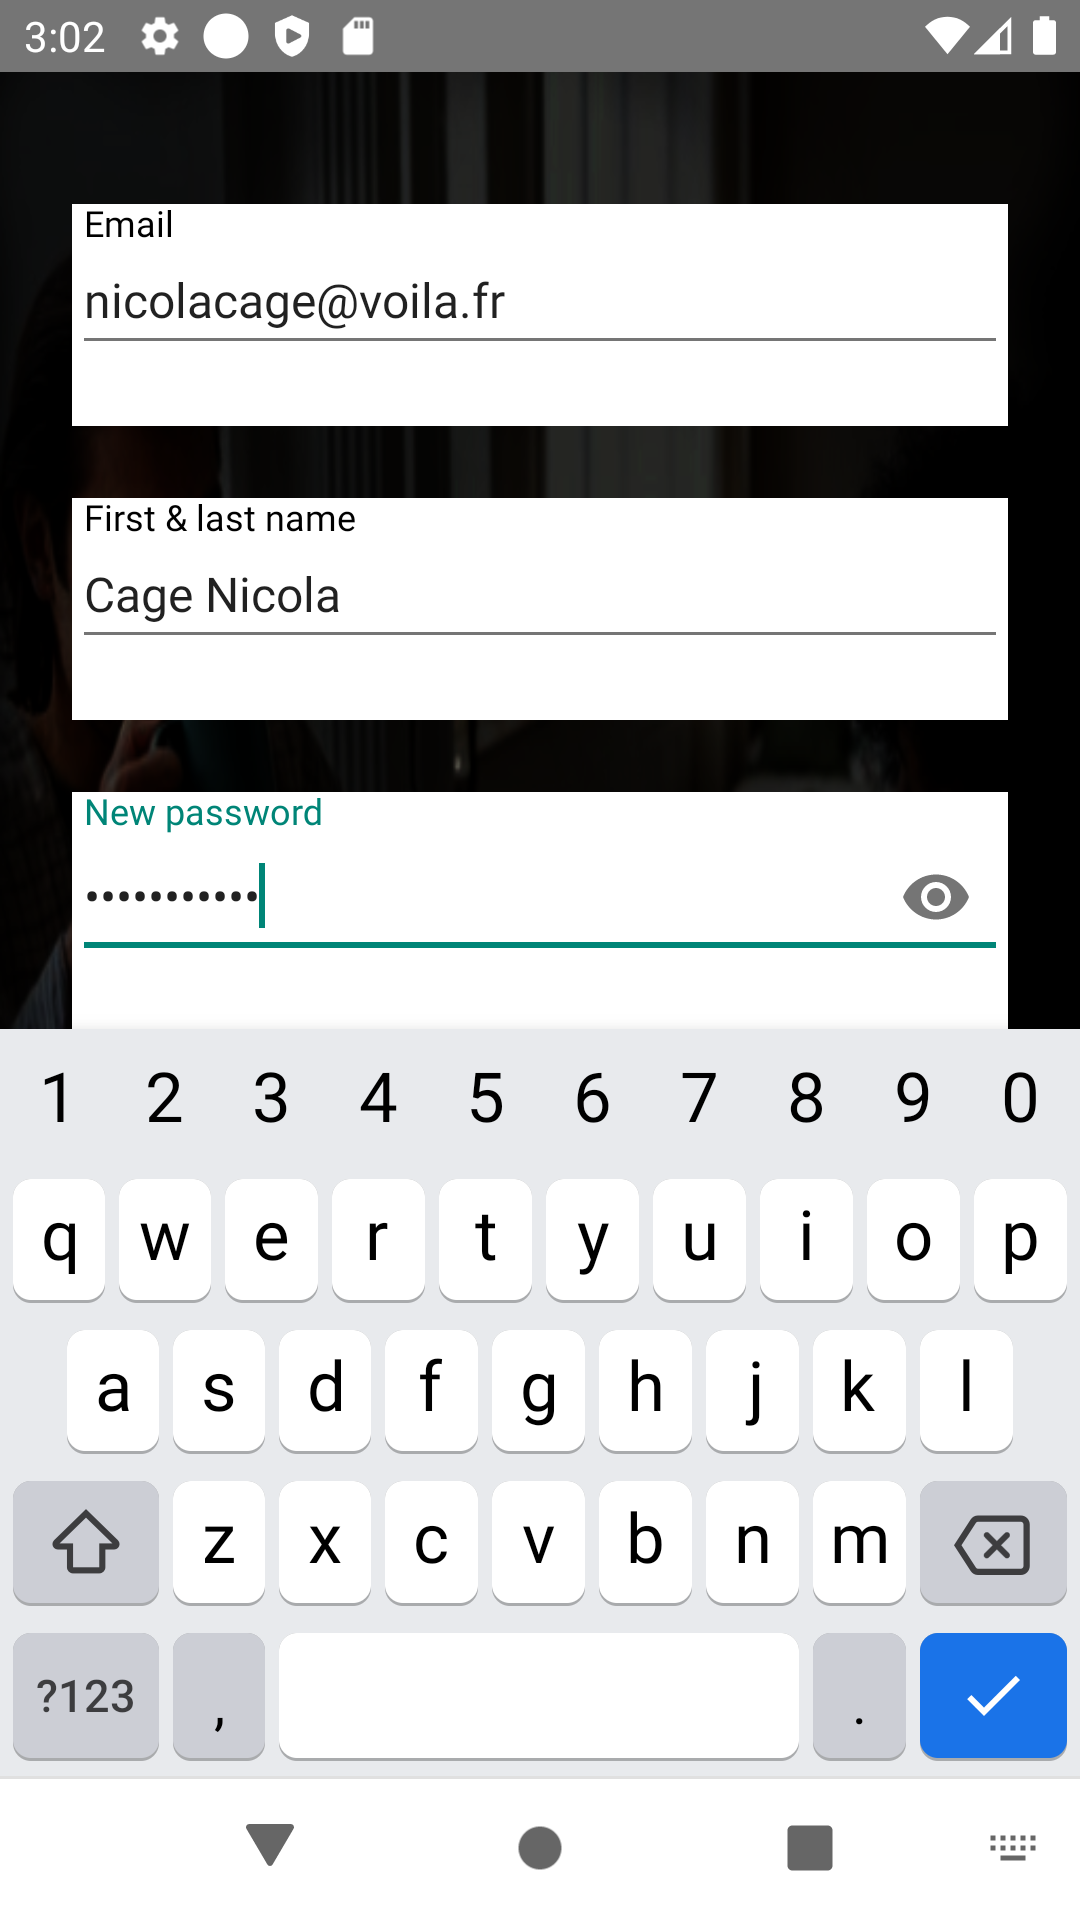 3:02
Email
nicolacage@voila.fr
First & last name
Cage Nicola
New password
•••••••••••
1 2 3 4 5 6 7 8 9 0
q w e r t y u i o p
a s d f g h j k l
z x c v b n m
?123 , .